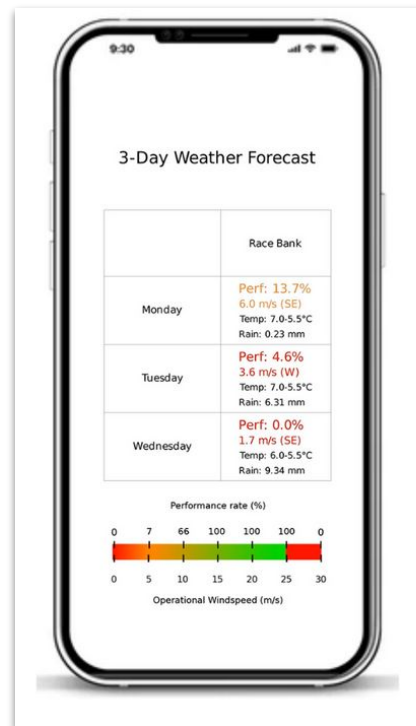 9:30
3-Day Weather Forecast
Race Bank
Monday
Perf: 13.7%
6.0 m/s (SE)
Temp: 7.0-5.5°C
Rain: 0.23 mm
Tuesday
Perf: 4.6%
3.6 m/s (W)
Temp: 7.0-5.5°C
Rain: 6.31 mm
Wednesday
Perf: 0.0%
1.7 m/s (SE)
Temp: 6.0-5.5°C
Rain: 9.34 mm
Performance rate (%)
0 7 66 100 100 100 0
0 5 10 15 20 25 30
Operational Windspeed (m/s)